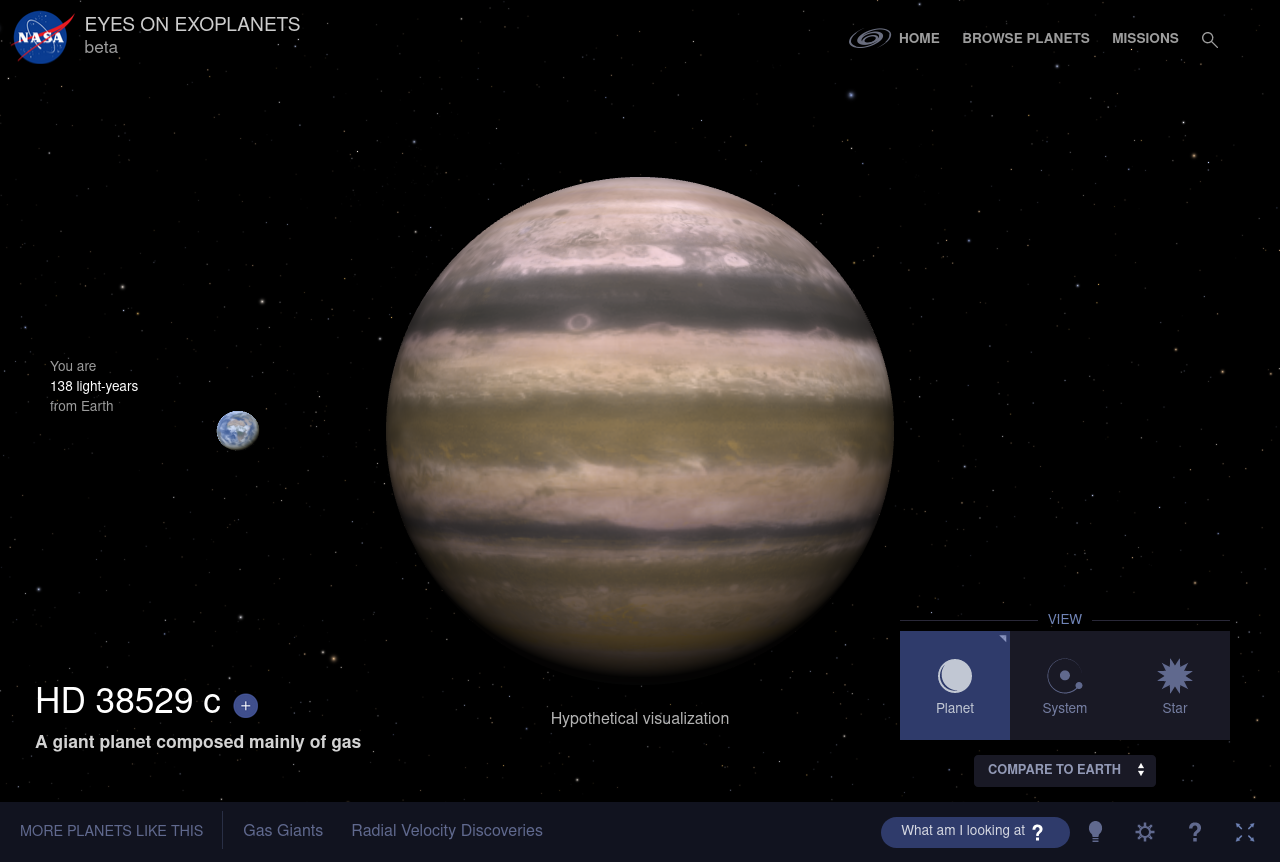 NASA
EYES ON EXOPLANETS
beta
HOME
BROWSE PLANETS
MISSIONS
You are
138 light-years
from Earth
HD 38529 c +
A giant planet composed mainly of gas
Hypothetical visualization
VIEW
Planet
System
Star
COMPARE TO EARTH
MORE PLANETS LIKE THIS
Gas Giants
Radial Velocity Discoveries
What am I looking at ?
?